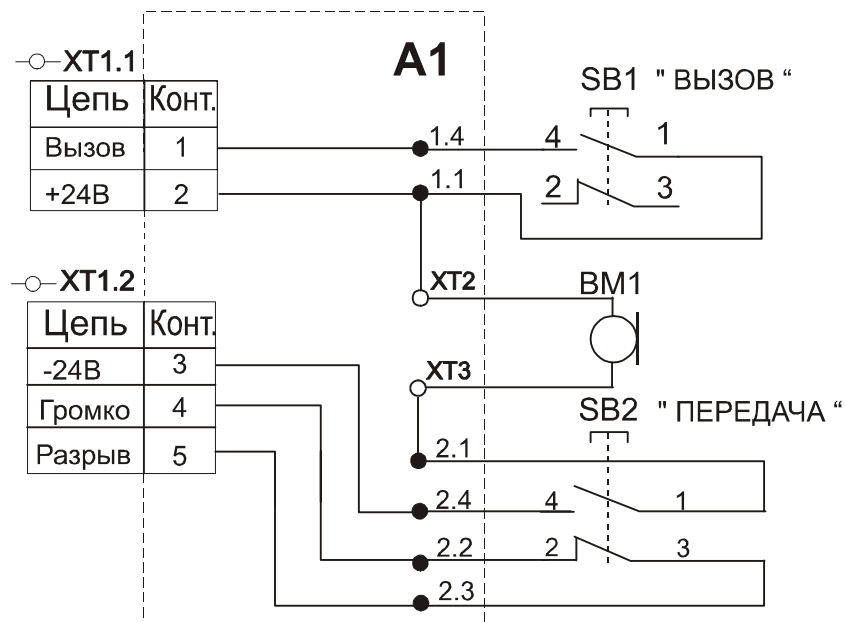 XT1.1
Цепь Конт.
Вызов 1
+24В 2
A1
SB1 " ВЫЗОВ “
1.4 4 1
1.1 2 3
XT1.2
Цепь Конт.
-24В 3
Громко 4
Разрыв 5
XT2 BM1
XT3
SB2 " ПЕРЕДАЧА “
2.1
2.4 4 1
2.2 2 3
2.3